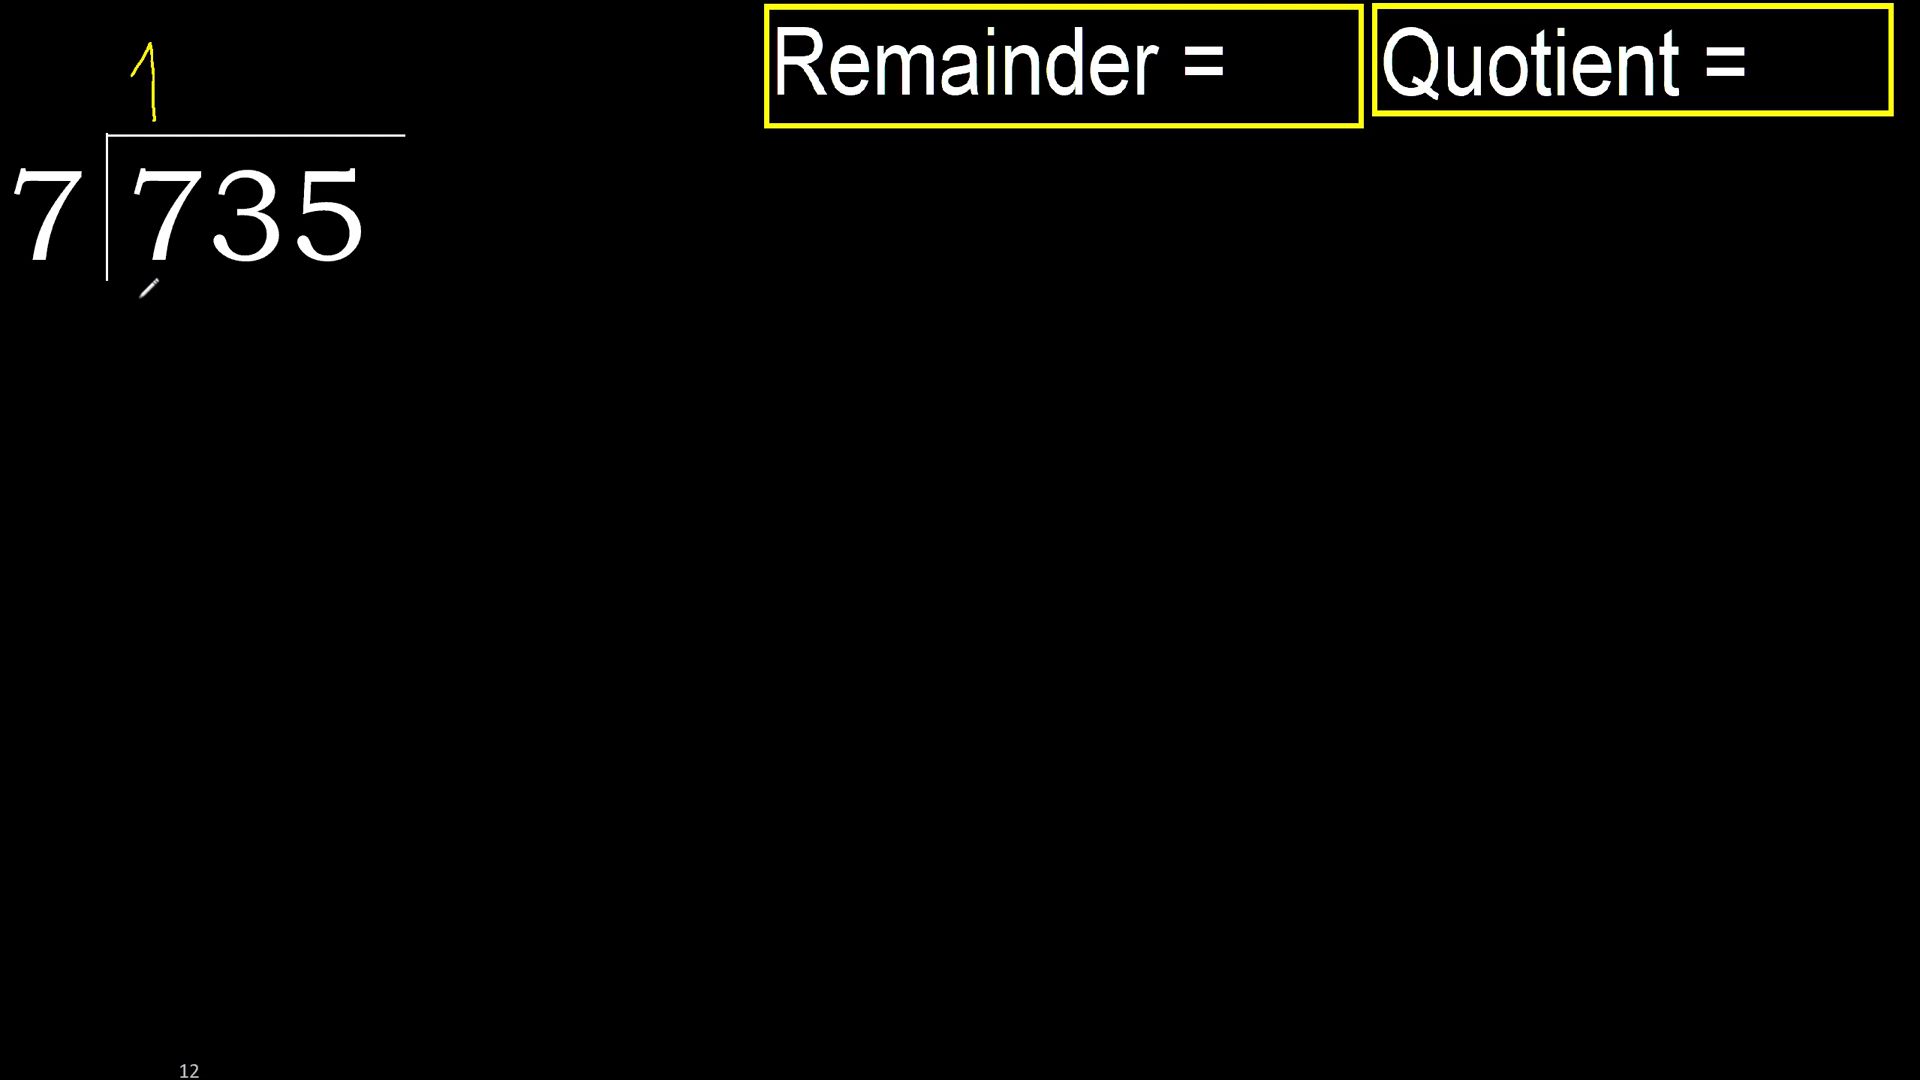 1
Remainder =
Quotient =
7 735
12